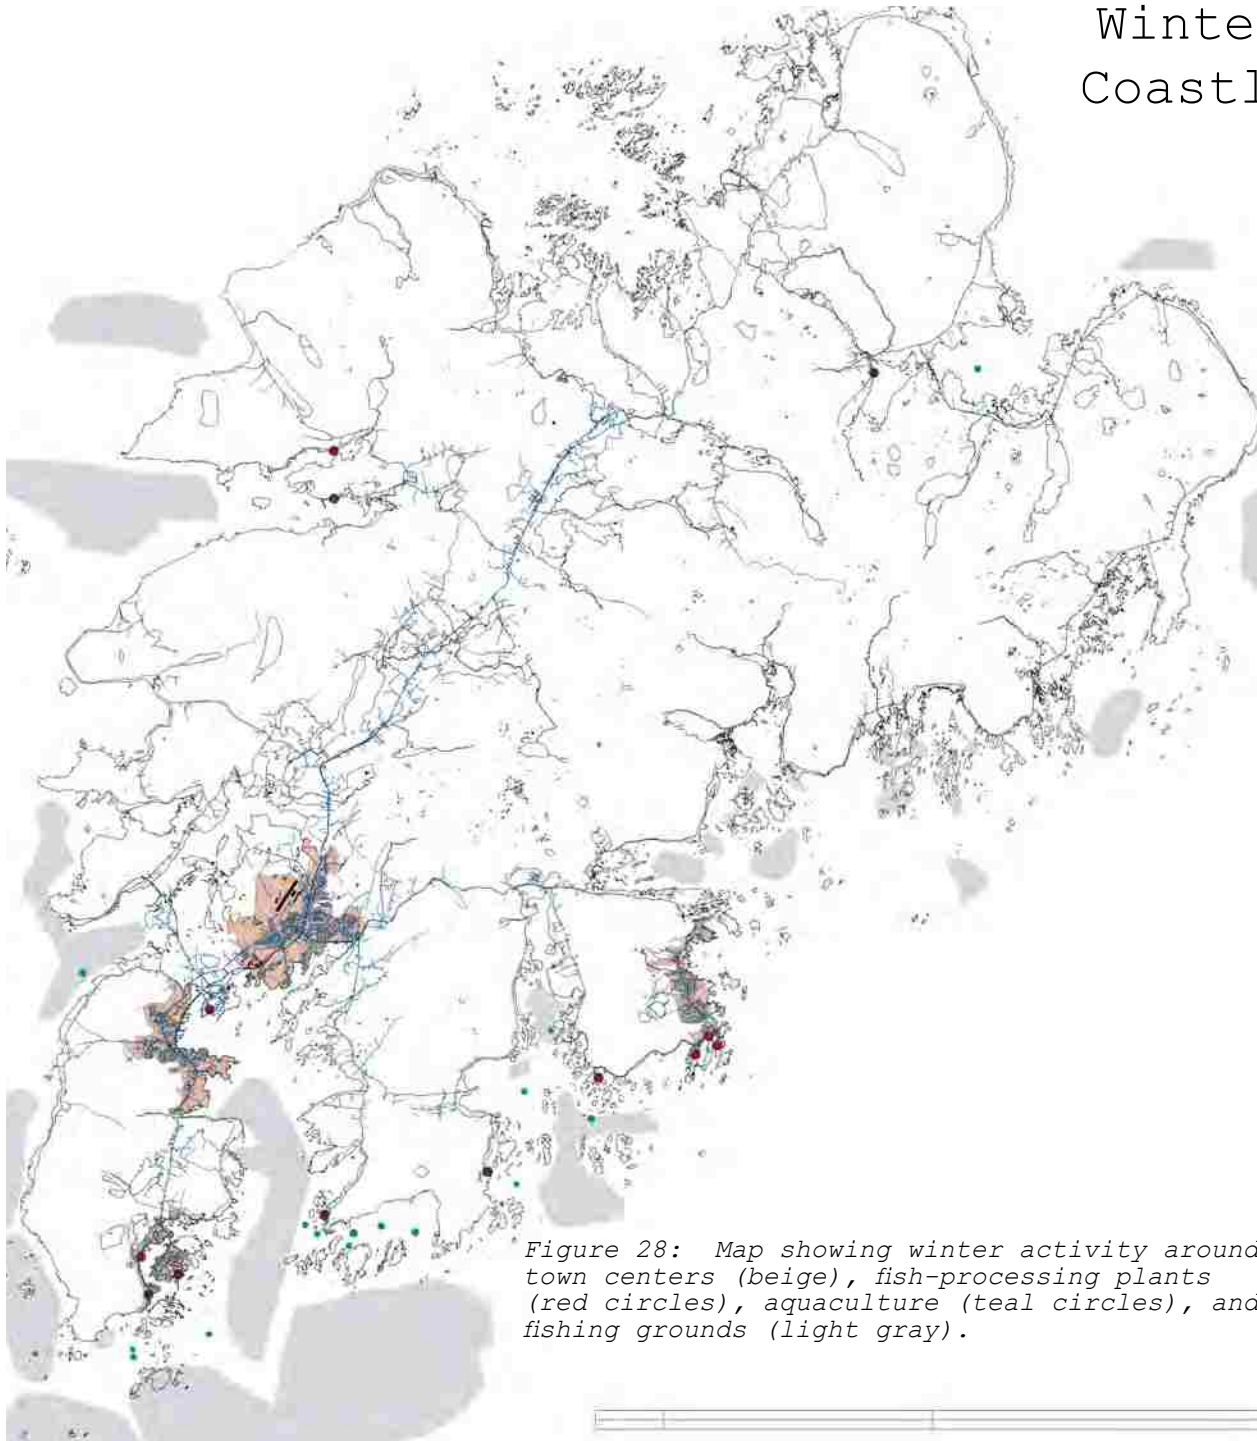 Winte
Coastl
Figure 28:  Map showing winter activity around
town centers (beige), fish-processing plants
(red circles), aquaculture (teal circles), and
fishing grounds (light gray).